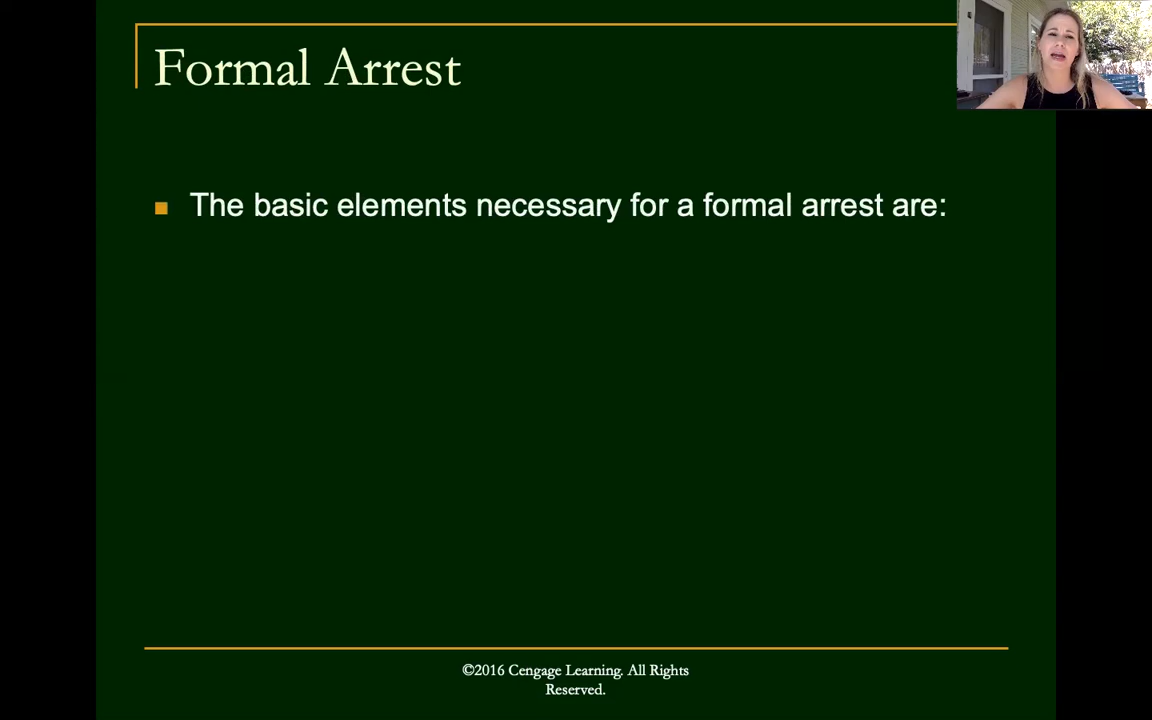 Formal Arrest
The basic elements necessary for a formal arrest are:
©2016 Cengage Learning. All Rights
Reserved.